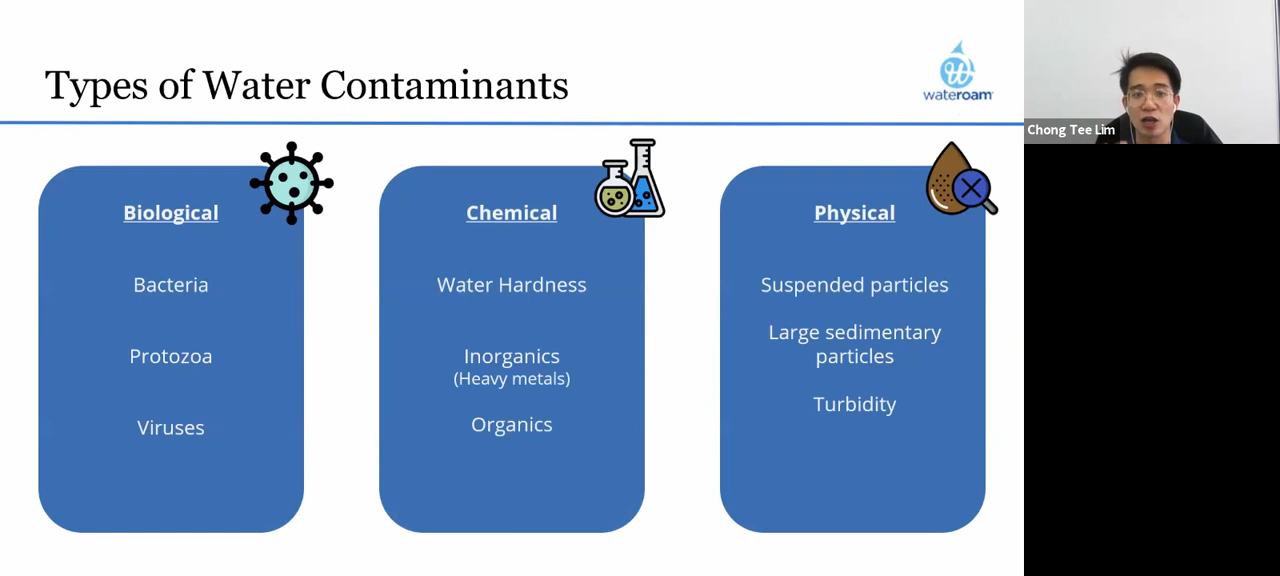 Types of Water Contaminants
wateroam
Chong Tee Lim
Biological
Bacteria
Protozoa
Viruses
Chemical
Water Hardness
Inorganics
(Heavy metals)
Organics
Physical
Suspended particles
Large sedimentary
particles
Turbidity